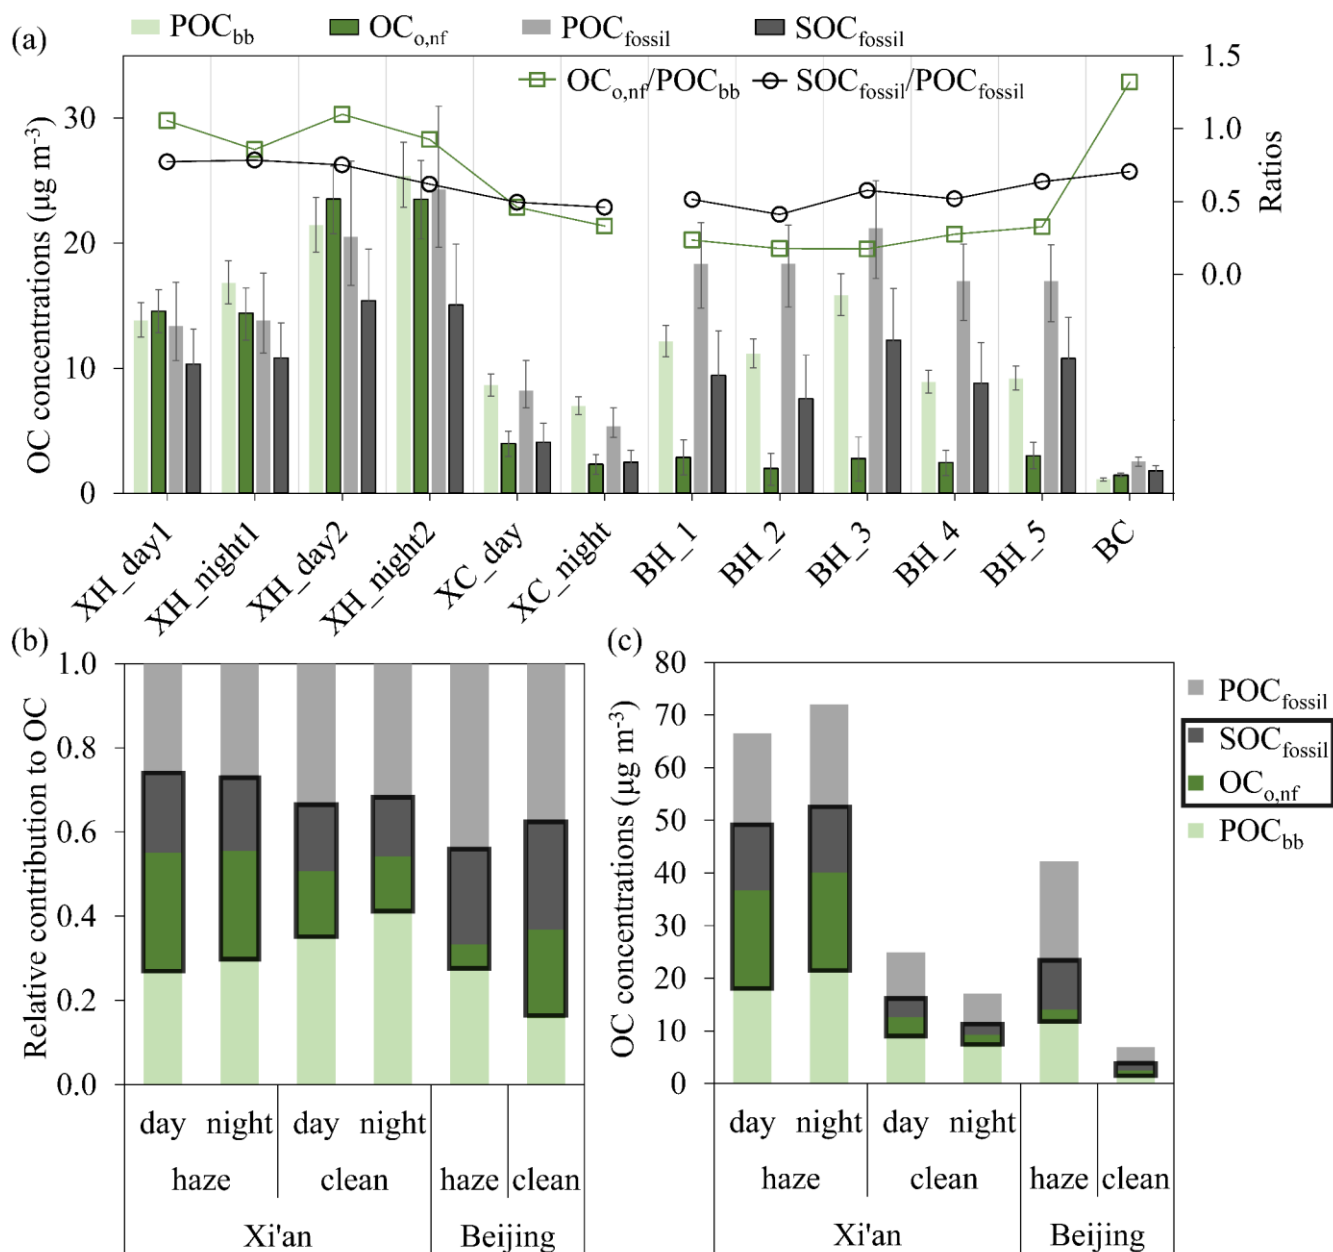 (a)
POCbb
OCo,nf
POCfossil
SOCfossil
OCo,nf/POCbb
SOCfossil/POCfossil
OC concentrations (µg m-3)
30
20
10
0
Ratios
1.5
1.0
0.5
0.0
XH_day1
XH_night1
XH_day2
XH_night2
XC_day
XC_night
BH_1
BH_2
BH_3
BH_4
BH_5
BC
(b)
Relative contribution to OC
1.0
0.8
0.6
0.4
0.2
0.0
day night day night
haze clean haze clean
Xi'an Beijing
(c)
OC concentrations (µg m-3)
80
70
60
50
40
30
20
10
0
day night day night
haze clean haze clean
Xi'an Beijing
POCfossil
SOCfossil
OCo,nf
POCbb